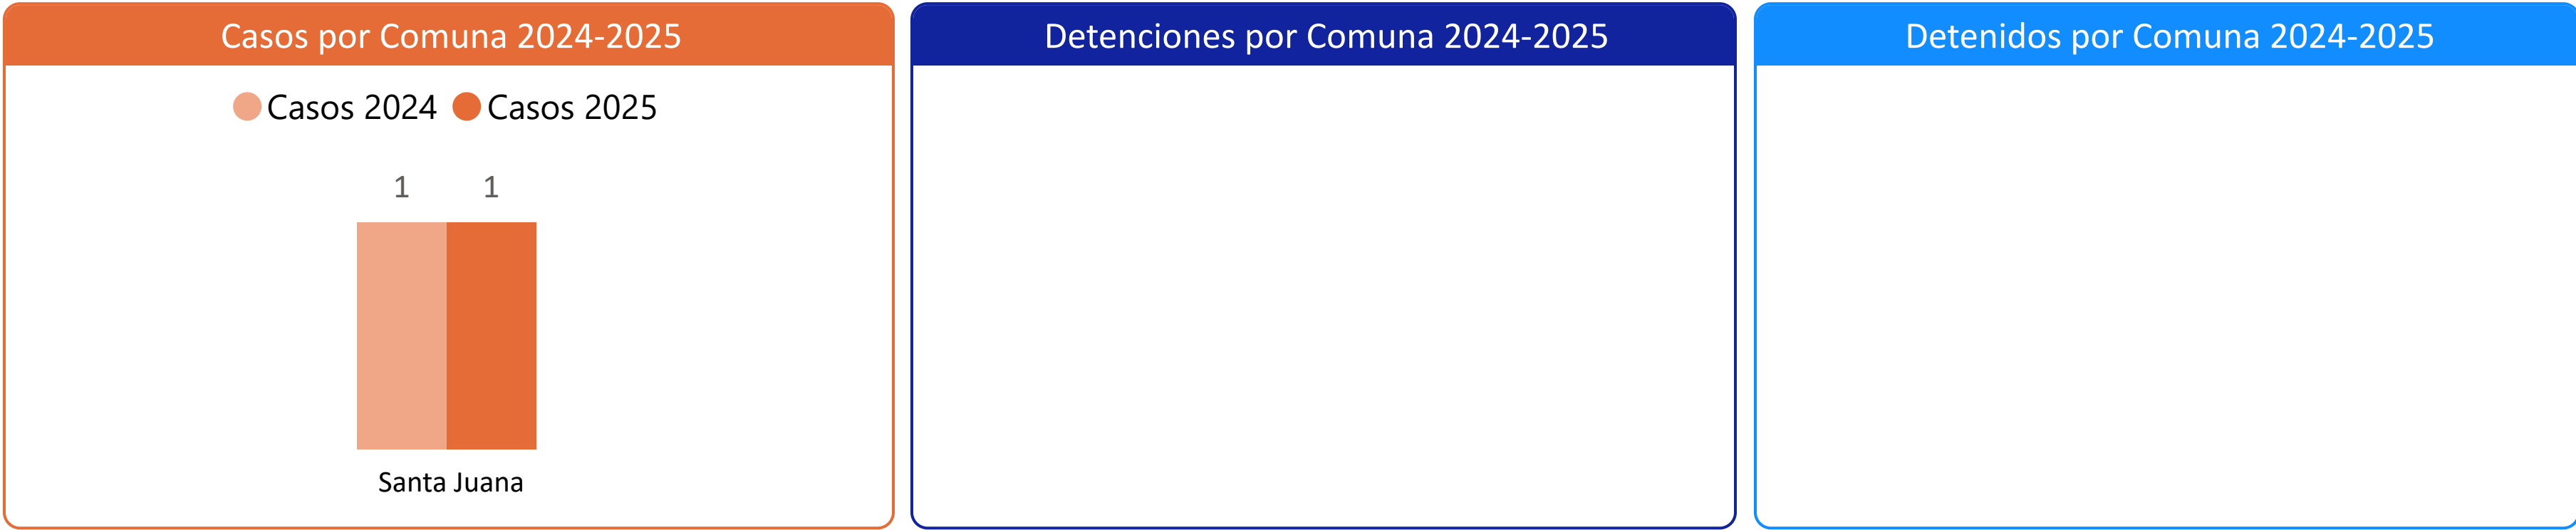 Casos por Comuna 2024-2025
Casos 2024 Casos 2025
1 1
Santa Juana
Detenciones por Comuna 2024-2025
Detenidos por Comuna 2024-2025